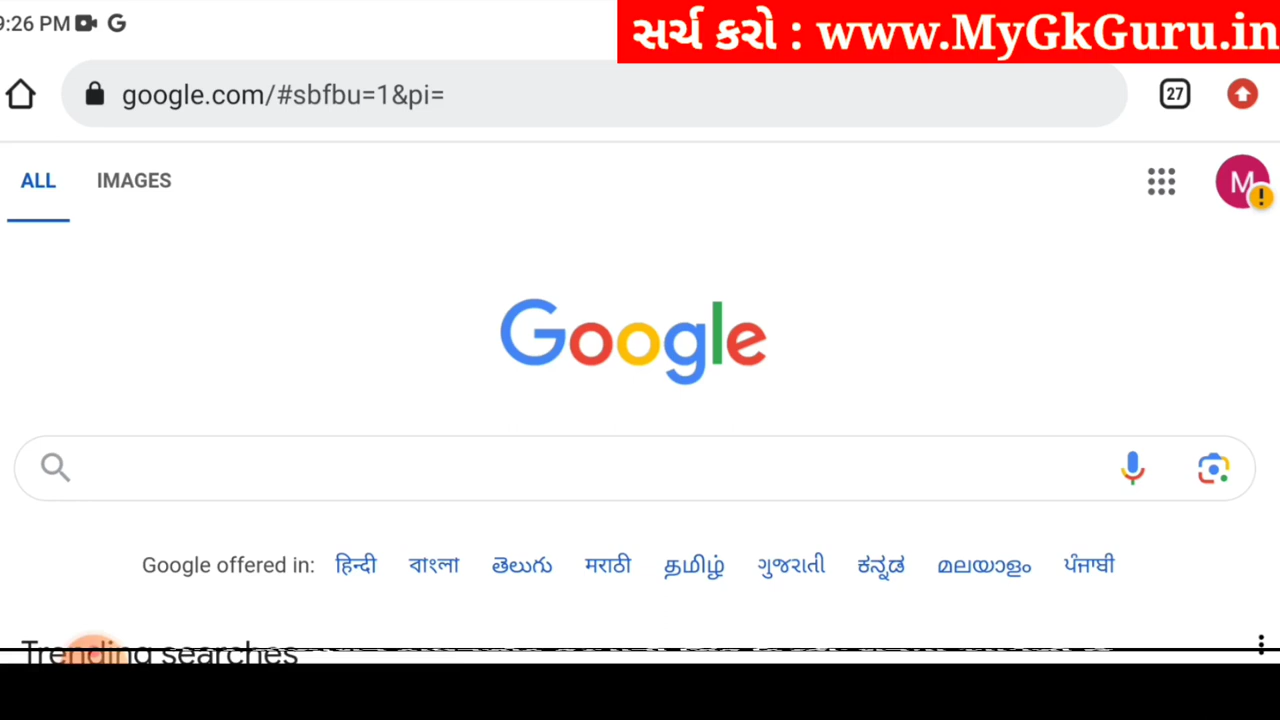 9:26 PM G
સર્ચ કરો : www.MyGkGuru.in
google.com/#sbfbu=1&pi=
27
ALL IMAGES
M
Google
Google offered in: हिन्दी বাংলা తెలుగు मराठी தமிழ் ગુજરાતી ಕನ್ನಡ മലയാളം ਪੰਜਾਬੀ
Trending searches